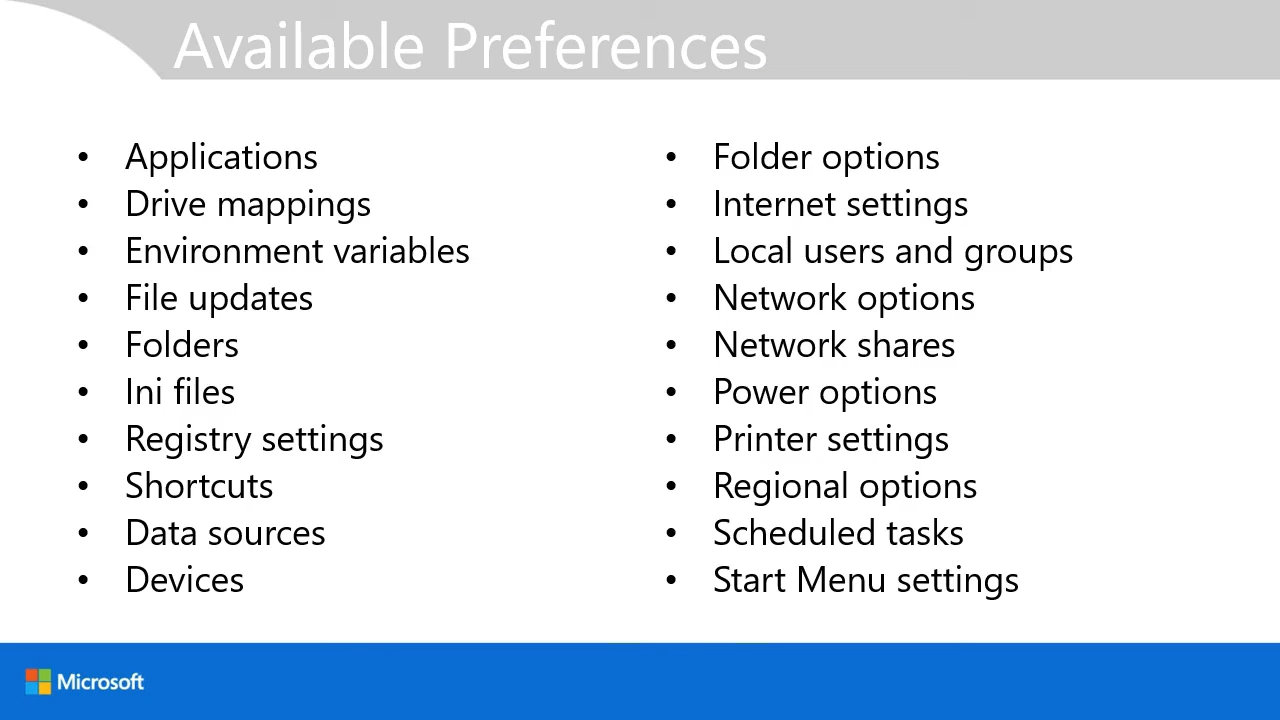 Available Preferences
• Applications
• Drive mappings
• Environment variables
• File updates
• Folders
• Ini files
• Registry settings
• Shortcuts
• Data sources
• Devices
• Folder options
• Internet settings
• Local users and groups
• Network options
• Network shares
• Power options
• Printer settings
• Regional options
• Scheduled tasks
• Start Menu settings
Microsoft